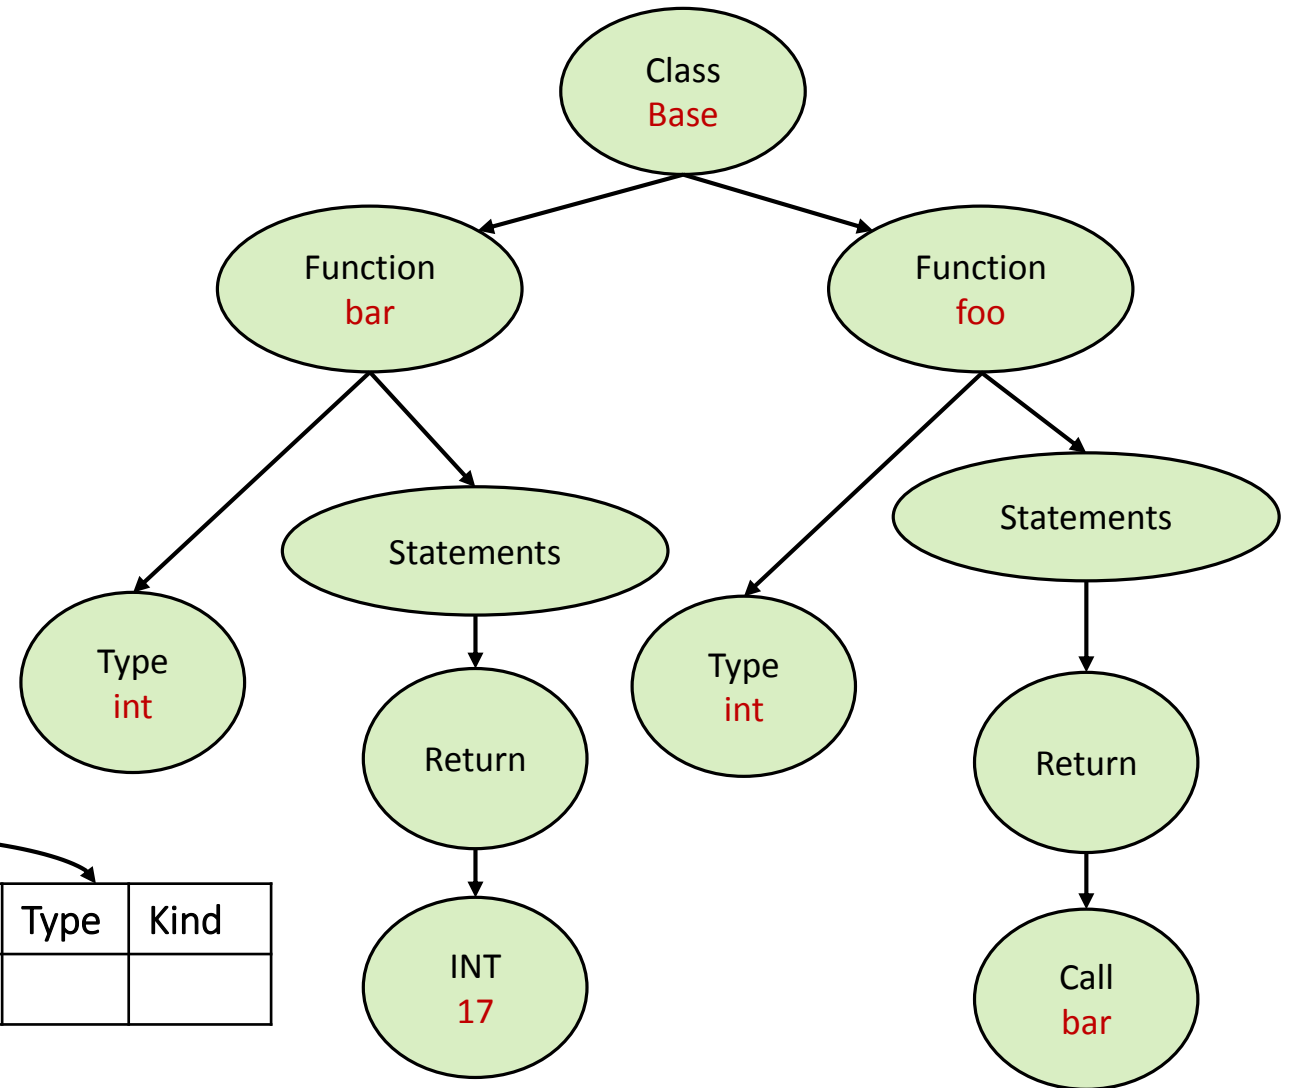 Class
Base
Function
bar
Function
foo
Statements
Statements
Type
int
Type
int
Return
Return
Type Kind
INT
17
Call
bar